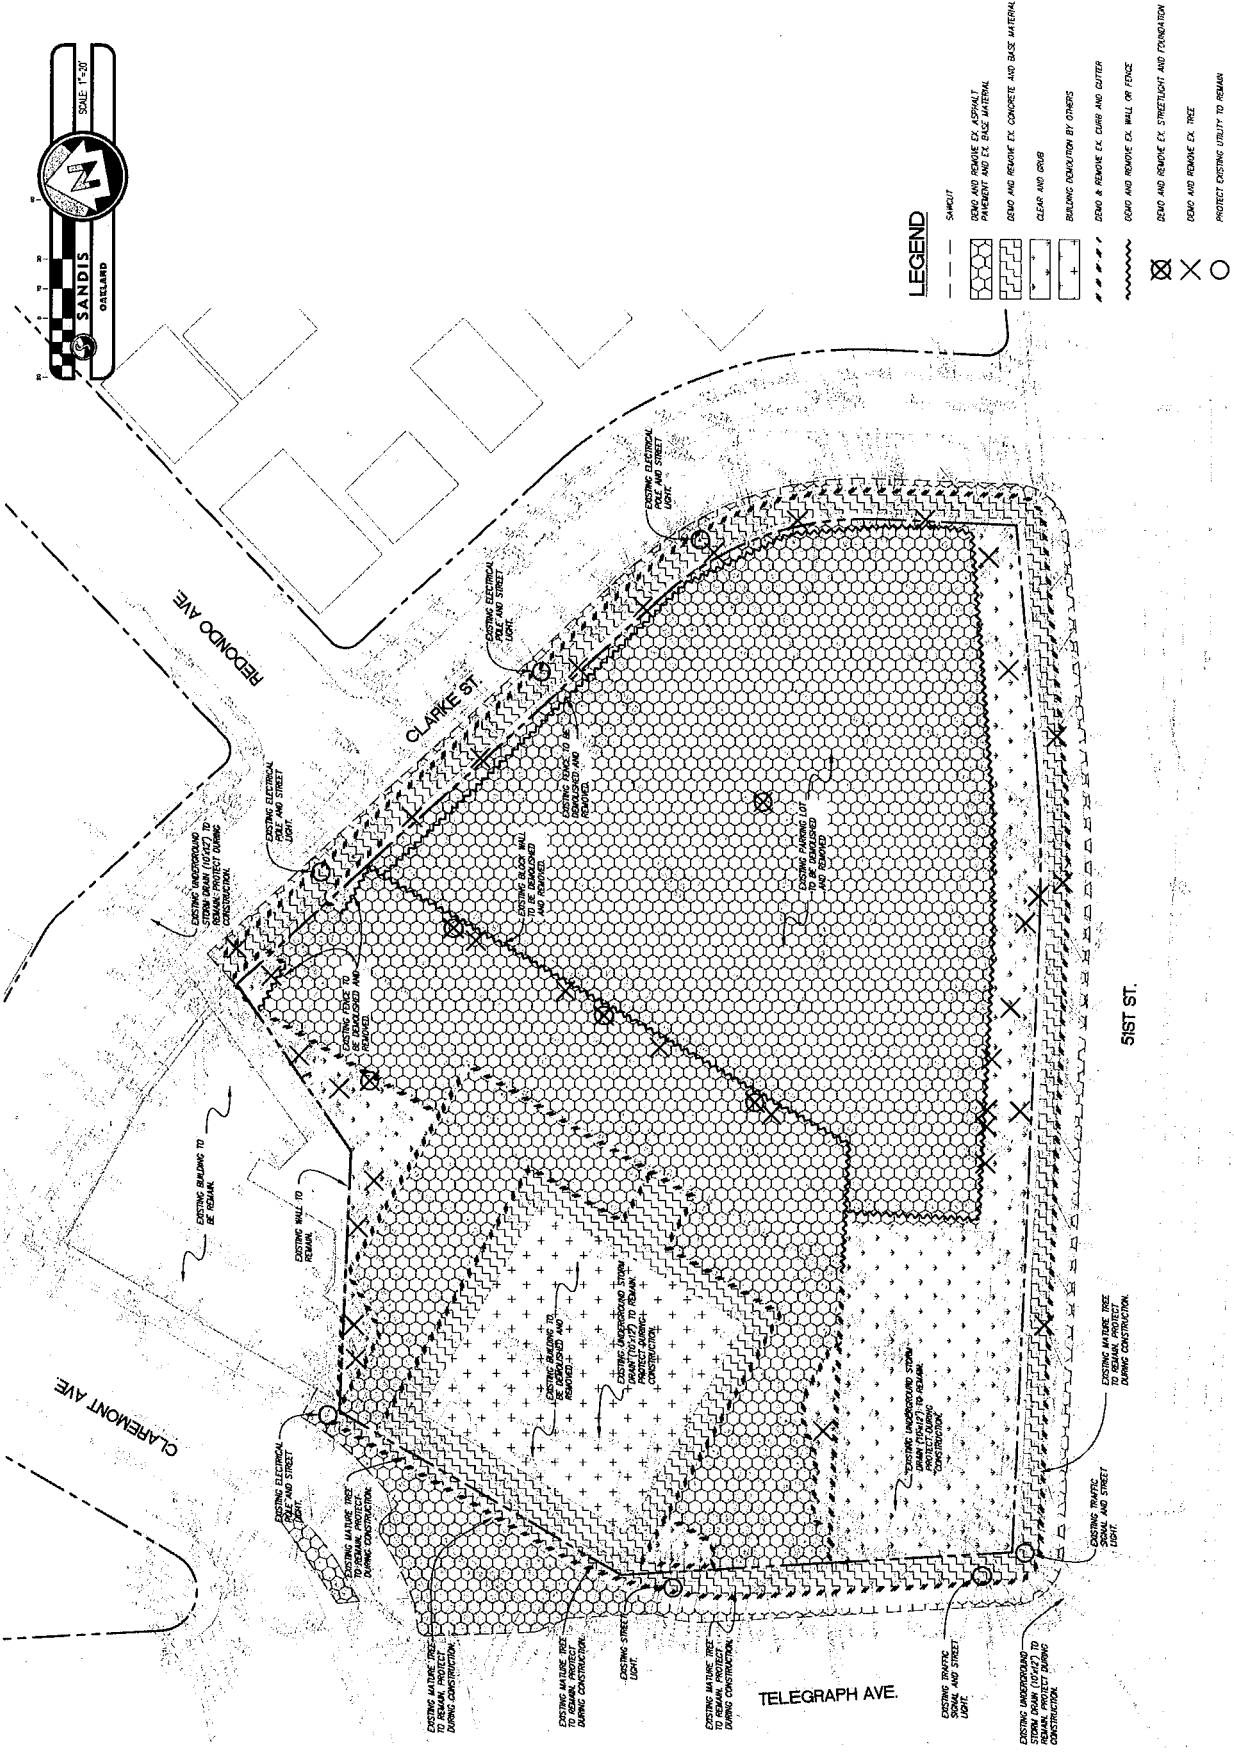 SCALE: 1"=20'
SANDIS
OAKLAND
LEGEND
SAWCUT
DEMO AND REMOVE EX. ASPHALT
PAVEMENT AND EX. BASE MATERIAL
DEMO AND REMOVE EX. CONCRETE AND BASE MATERIAL
CLEAR AND GRUB
BUILDING DEMOLITION BY OTHERS
DEMO & REMOVE EX. CURB AND GUTTER
DEMO AND REMOVE EX. WALL OR FENCE
DEMO AND REMOVE EX. STREETLIGHT AND FOUNDATION
DEMO AND REMOVE EX. TREE
PROTECT EXISTING UTILITY TO REMAIN
REDONDO AVE.
CLARKE ST.
CLAREMONT AVE.
TELEGRAPH AVE.
51ST ST.
EXISTING ELECTRICAL
POLE AND STREET
LIGHT.
EXISTING ELECTRICAL
POLE AND STREET
LIGHT.
EXISTING ELECTRICAL
POLE AND STREET
LIGHT.
EXISTING UNDERGROUND
STORM DRAIN (10'X12') TO
REMAIN. PROTECT DURING
CONSTRUCTION.
EXISTING FENCE TO BE
DEMOLISHED AND
REMOVED.
EXISTING BLOCK WALL
TO BE DEMOLISHED
AND REMOVED.
EXISTING PARKING LOT
TO BE DEMOLISHED
AND REMOVED
EXISTING FENCE TO
BE DEMOLISHED AND
REMOVED.
EXISTING BUILDING TO
BE REMAIN.
EXISTING WALL TO
REMAIN.
EXISTING BUILDING TO
BE DEMOLISHED AND
REMOVED.
EXISTING UNDERGROUND STORM
DRAIN (10'x12') TO REMAIN.
PROTECT DURING
CONSTRUCTION.
EXISTING UNDERGROUND STORM
DRAIN (10'x12') TO REMAIN.
PROTECT DURING
CONSTRUCTION.
EXISTING ELECTRICAL
POLE AND STREET
LIGHT.
EXISTING MATURE TREE
TO REMAIN. PROTECT
DURING CONSTRUCTION.
EXISTING MATURE TREE
TO REMAIN. PROTECT
DURING CONSTRUCTION.
EXISTING MATURE TREE
TO REMAIN. PROTECT
DURING CONSTRUCTION.
EXISTING STREET
LIGHT.
EXISTING MATURE TREE
TO REMAIN. PROTECT
DURING CONSTRUCTION.
EXISTING TRAFFIC
SIGNAL AND STREET
LIGHT.
EXISTING UNDERGROUND
STORM DRAIN (10'X12') TO
REMAIN. PROTECT DURING
CONSTRUCTION.
EXISTING TRAFFIC
SIGNAL AND STREET
LIGHT.
EXISTING MATURE TREE
TO REMAIN. PROTECT
DURING CONSTRUCTION.